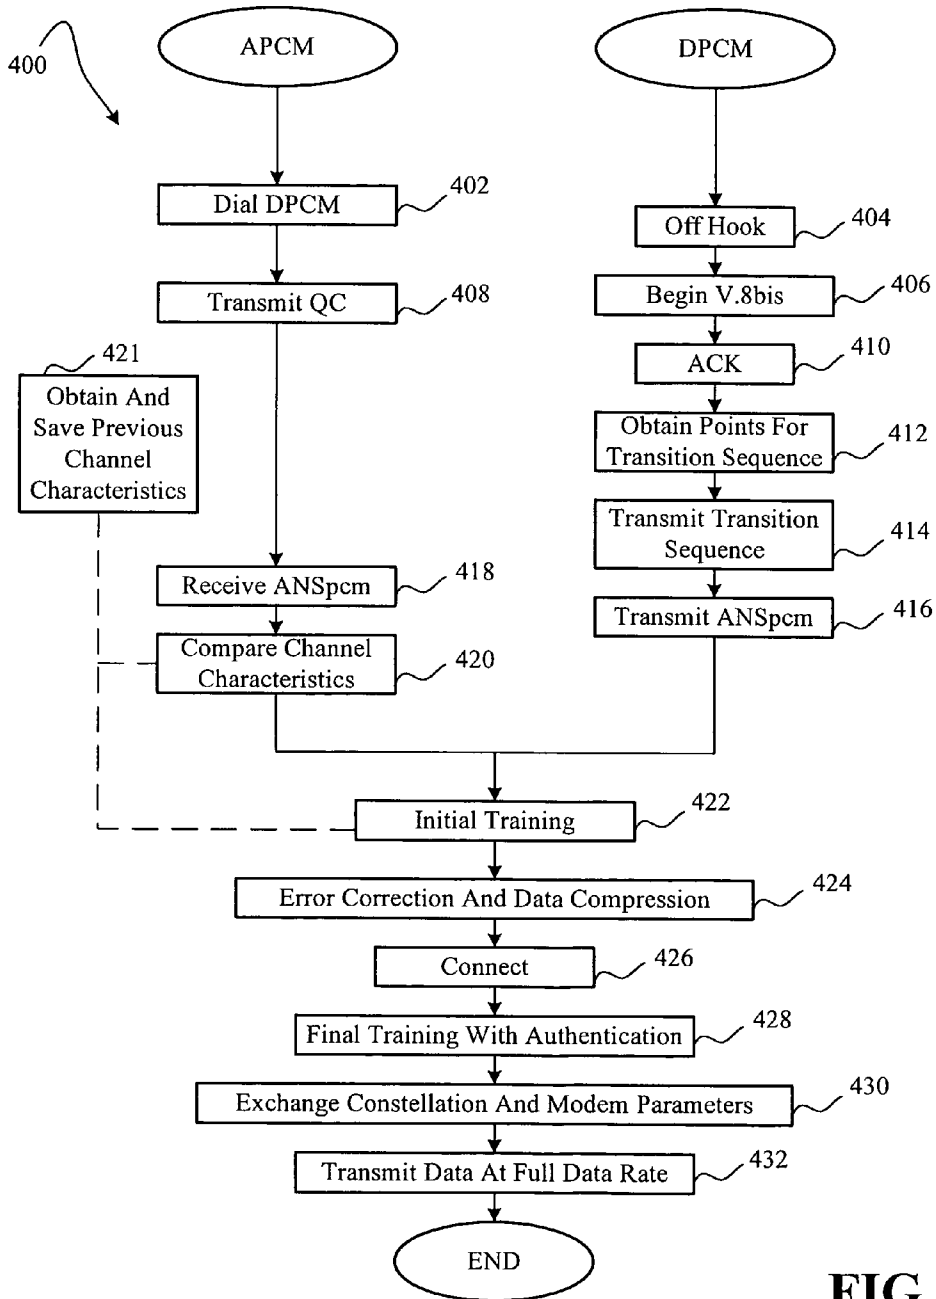 400
APCM
DPCM
Dial DPCM
402
Off Hook
404
Transmit QC
408
Begin V.8bis
406
ACK
410
421
Obtain And
Save Previous
Channel
Characteristics
Obtain Points For
Transition Sequence
412
Transmit Transition
Sequence
414
Receive ANSpcm
418
Transmit ANSpcm
416
Compare Channel
Characteristics
420
Initial Training
422
Error Correction And Data Compression
424
Connect
426
Final Training With Authentication
428
Exchange Constellation And Modem Parameters
430
Transmit Data At Full Data Rate
432
END
FIG